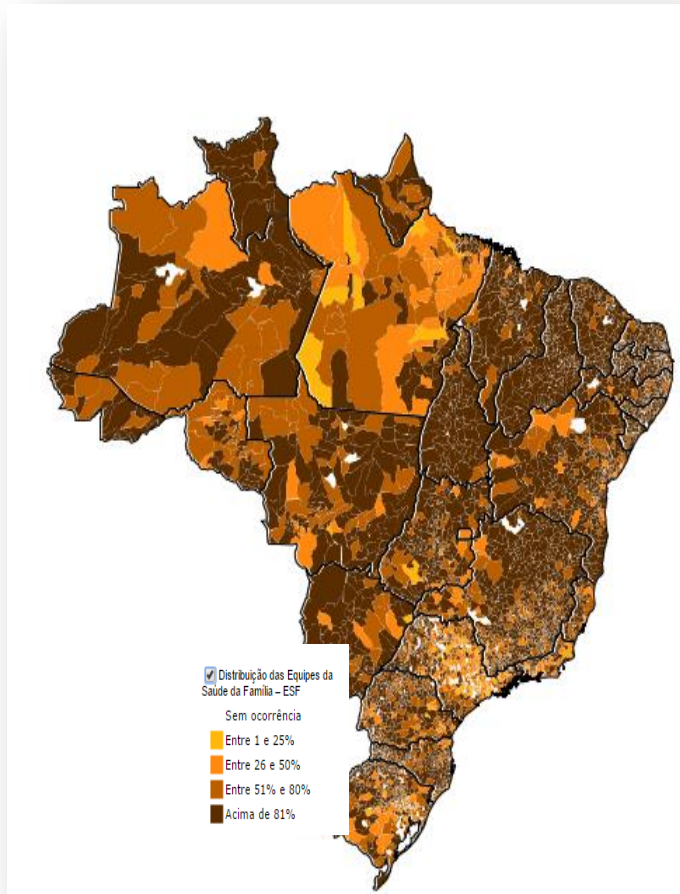 Distribuição das Equipes da
Saúde da Família – ESF
Sem ocorrência
Entre 1 e 25%
Entre 26 e 50%
Entre 51% e 80%
Acima de 81%